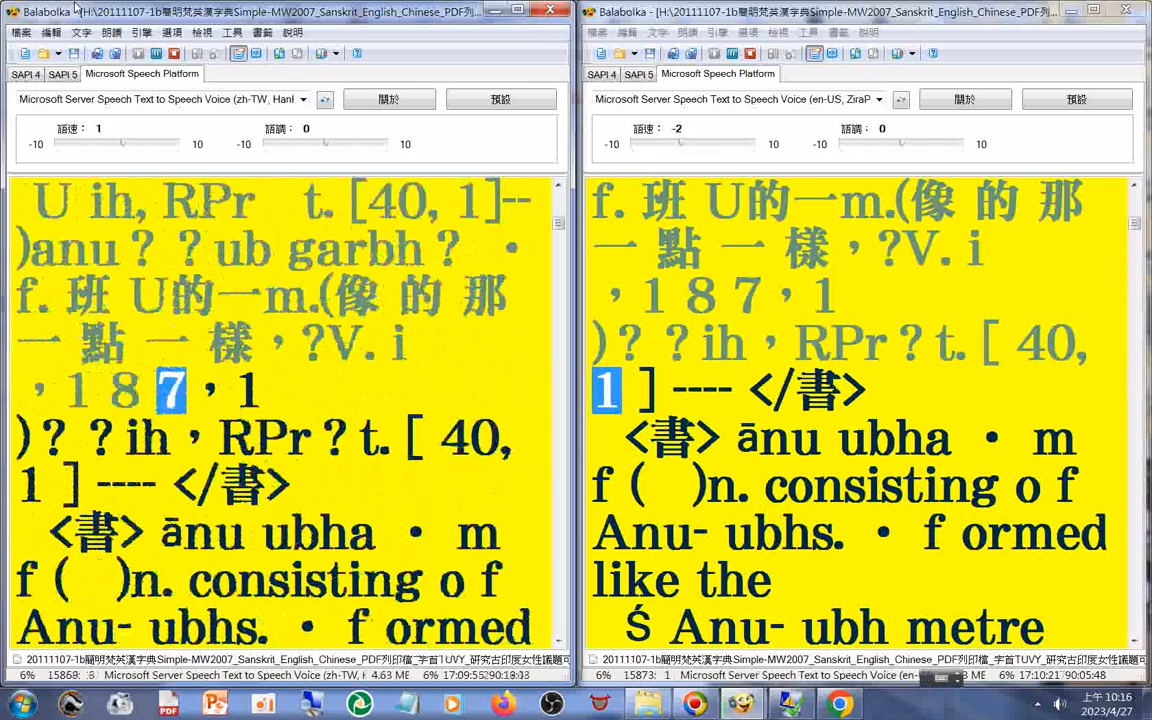 Balabolka - [H:\20111107-1b簡明梵英漢字典Simple-MW2007_Sanskrit_English_Chinese_PDF列...
檔案 編輯 文字 朗讀 引擎 選項 檢視 工具 書籤 說明
SAPI 4 SAPI 5 Microsoft Speech Platform
Microsoft Server Speech Text to Speech Voice (zh-TW, HanI
關於
預設
語速： 1
語調： 0
-10 10 -10 10
U ih, RPr t. [40, 1]--
)anu ? ? ub garbh ? •
f. 班 U的一m.(像 的 那
一 點 一 樣，?V. i
，1 8 7，1
)? ? ih，RPr ? t. [ 40,
1 ] ---- </書>
<書> ānu ubha • m
f ( )n. consisting o f
Anu- ubhs. • f ormed
20111107-1b簡明梵英漢字典Simple-MW2007_Sanskrit_English_Chinese_PDF列印檔_字首TUVY_研究古印度女性議題可
6% 15869: Microsoft Server Speech Text to Speech Voice (zh-TW, H 4.63 MB 6% 17:09:55
Balabolka - [H:\20111107-1b簡明梵英漢字典Simple-MW2007_Sanskrit_English_Chinese_PDF列...
檔案 編輯 文字 朗讀 引擎 選項 檢視 工具 書籤 說明
SAPI 4 SAPI 5 Microsoft Speech Platform
Microsoft Server Speech Text to Speech Voice (en-US, ZiraP
關於
預設
語速： -2
語調： 0
-10 10 -10 10
f. 班 U的一m.(像 的 那
一 點 一 樣，?V. i
，1 8 7，1
)? ? ih，RPr ? t. [ 40,
1 ] ---- </書>
<書> ānu ubha • m
f ( )n. consisting o f
Anu- ubhs. • f ormed
like the
Ś Anu- ubh metre
20111107-1b簡明梵英漢字典Simple-MW2007_Sanskrit_English_Chinese_PDF列印檔_字首TUVY_研究古印度女性議題可
6% 15873: 1 Microsoft Server Speech Text to Speech Voice (en-U MB 6% 17:10:21
上午 10:16
2023/4/27